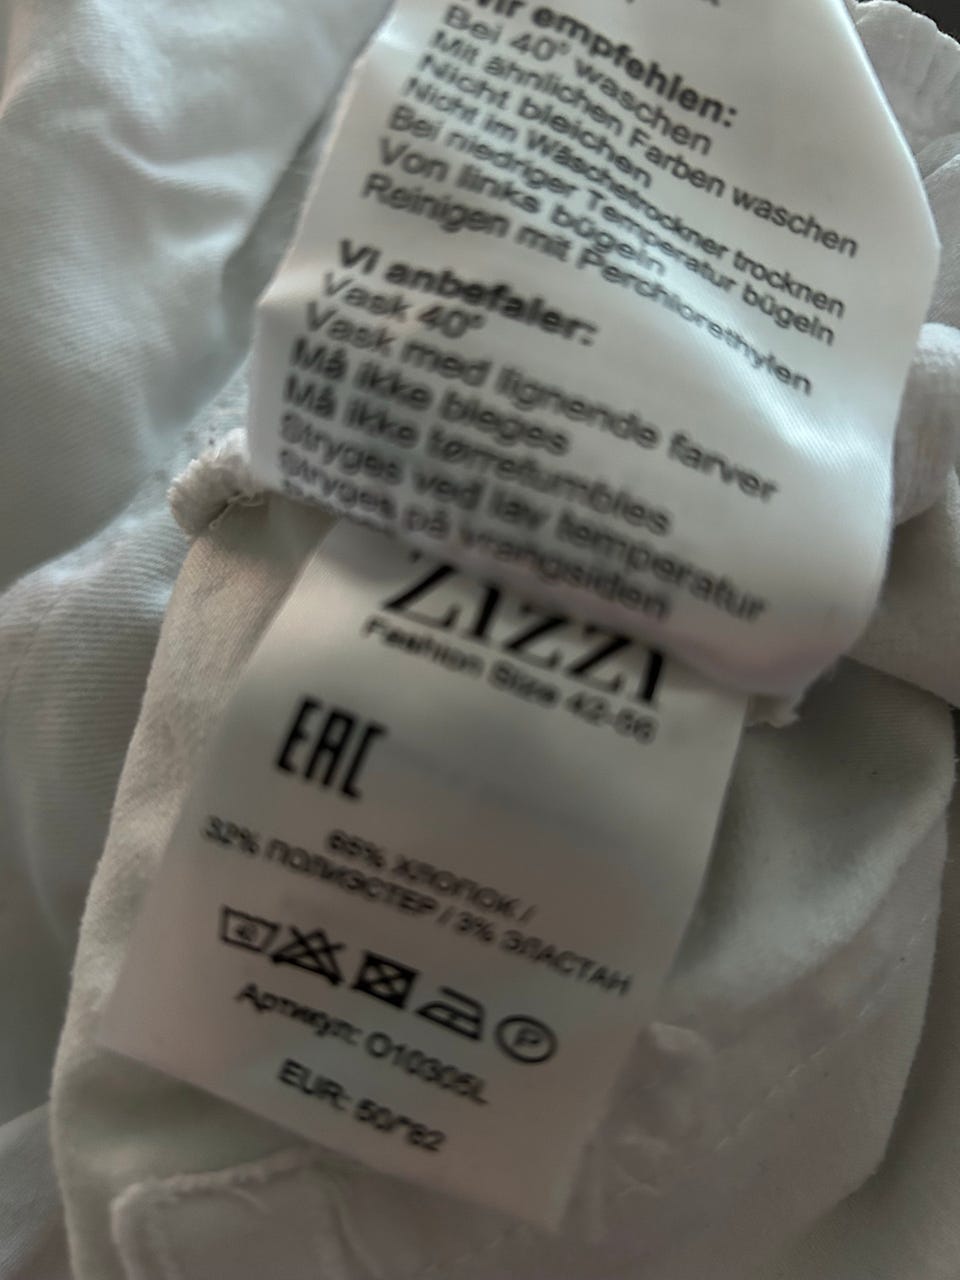 Wir empfehlen:
Bei 40° waschen
Mit ähnlichen Farben waschen
Nicht bleichen
Nicht im Wäschetrockner trocknen
Bei niedriger Temperatur bügeln
Von links bügeln
Reinigen mit Perchlorethylen
Vi anbefaler:
Vask 40°
Vask med lignende farver
Må ikke bleges
Må ikke tørretumbles
Stryges ved lav temperatur
Stryges på vrangsiden
ZIZZI
Fashion Size 42-56
EAC
65% ХЛОПОК /
32% ПОЛИЭСТЕР / 3% ЭЛАСТАН
40
P
Артикул: O10305L
EUR: 50/"82